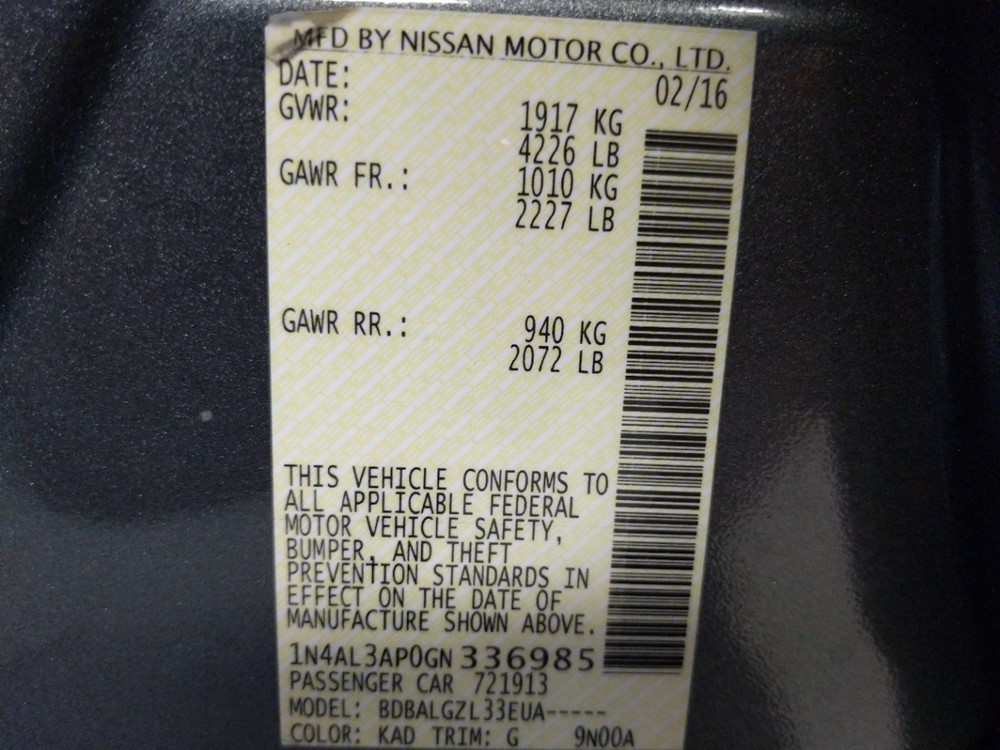 MFD BY NISSAN MOTOR CO., LTD.
DATE: 02/16
GVWR: 1917 KG
4226 LB
GAWR FR.: 1010 KG
2227 LB
GAWR RR.: 940 KG
2072 LB
THIS VEHICLE CONFORMS TO
ALL APPLICABLE FEDERAL
MOTOR VEHICLE SAFETY,
BUMPER, AND THEFT
PREVENTION STANDARDS IN
EFFECT ON THE DATE OF
MANUFACTURE SHOWN ABOVE.
1N4AL3AP0GN 336985
PASSENGER CAR 721913
MODEL: BDBALGZL33EUA-----
COLOR: KAD TRIM: G 9N00A